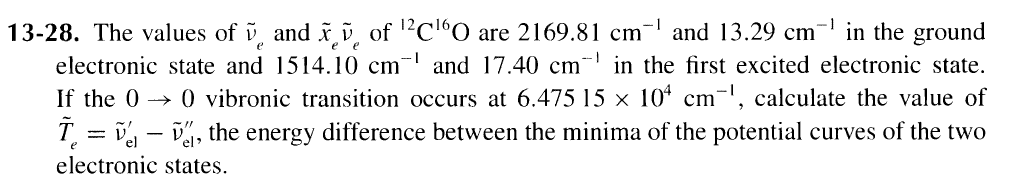 13-28. The values of ν̃ₑ and x̃ₑν̃ₑ of ¹²C¹⁶O are 2169.81 cm⁻¹ and 13.29 cm⁻¹ in the ground
electronic state and 1514.10 cm⁻¹ and 17.40 cm⁻¹ in the first excited electronic state.
If the 0 → 0 vibronic transition occurs at 6.475 15 × 10⁴ cm⁻¹, calculate the value of
T̃ₑ = ν̃′ₑₗ − ν̃″ₑₗ, the energy difference between the minima of the potential curves of the two
electronic states.